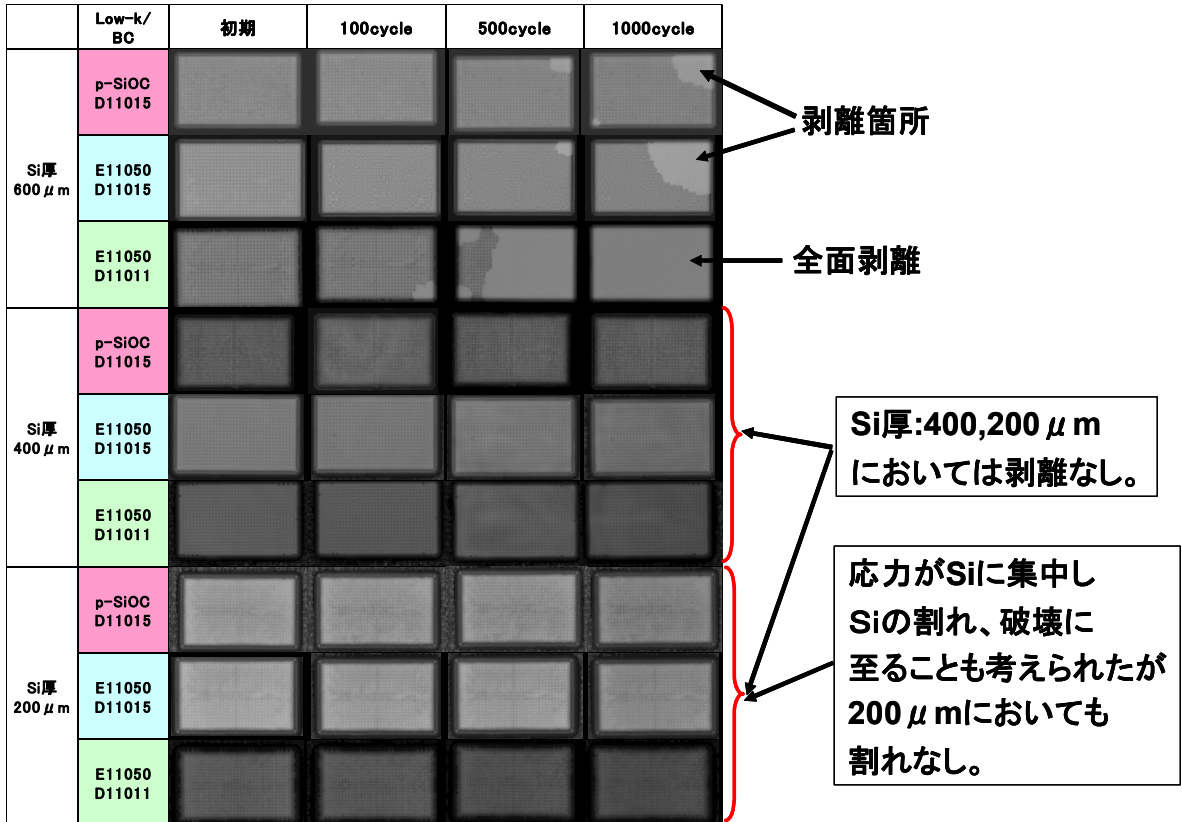 Low-k/
BC
初期
100cycle
500cycle
1000cycle
Si厚
600μm
p-SiOC
D11015
E11050
D11015
E11050
D11011
Si厚
400μm
p-SiOC
D11015
E11050
D11015
E11050
D11011
Si厚
200μm
p-SiOC
D11015
E11050
D11015
E11050
D11011
剥離箇所
全面剥離
Si厚:400,200μm
においては剥離なし。
応力がSiに集中し
Siの割れ、破壊に
至ることも考えられたが
200μmにおいても
割れなし。